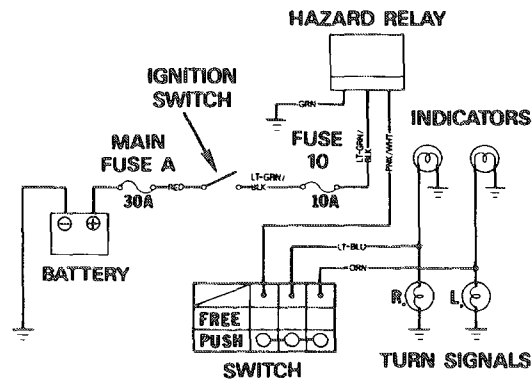 HAZARD RELAY
IGNITION
SWITCH
GRN
INDICATORS
MAIN
FUSE A
FUSE
10
LT-GRN/
BLK
PNK/WHT
RED
LT-GRN/
BLK
30A
10A
LT-BLU
ORN
BATTERY
R.
L.
FREE
PUSH
SWITCH
TURN SIGNALS